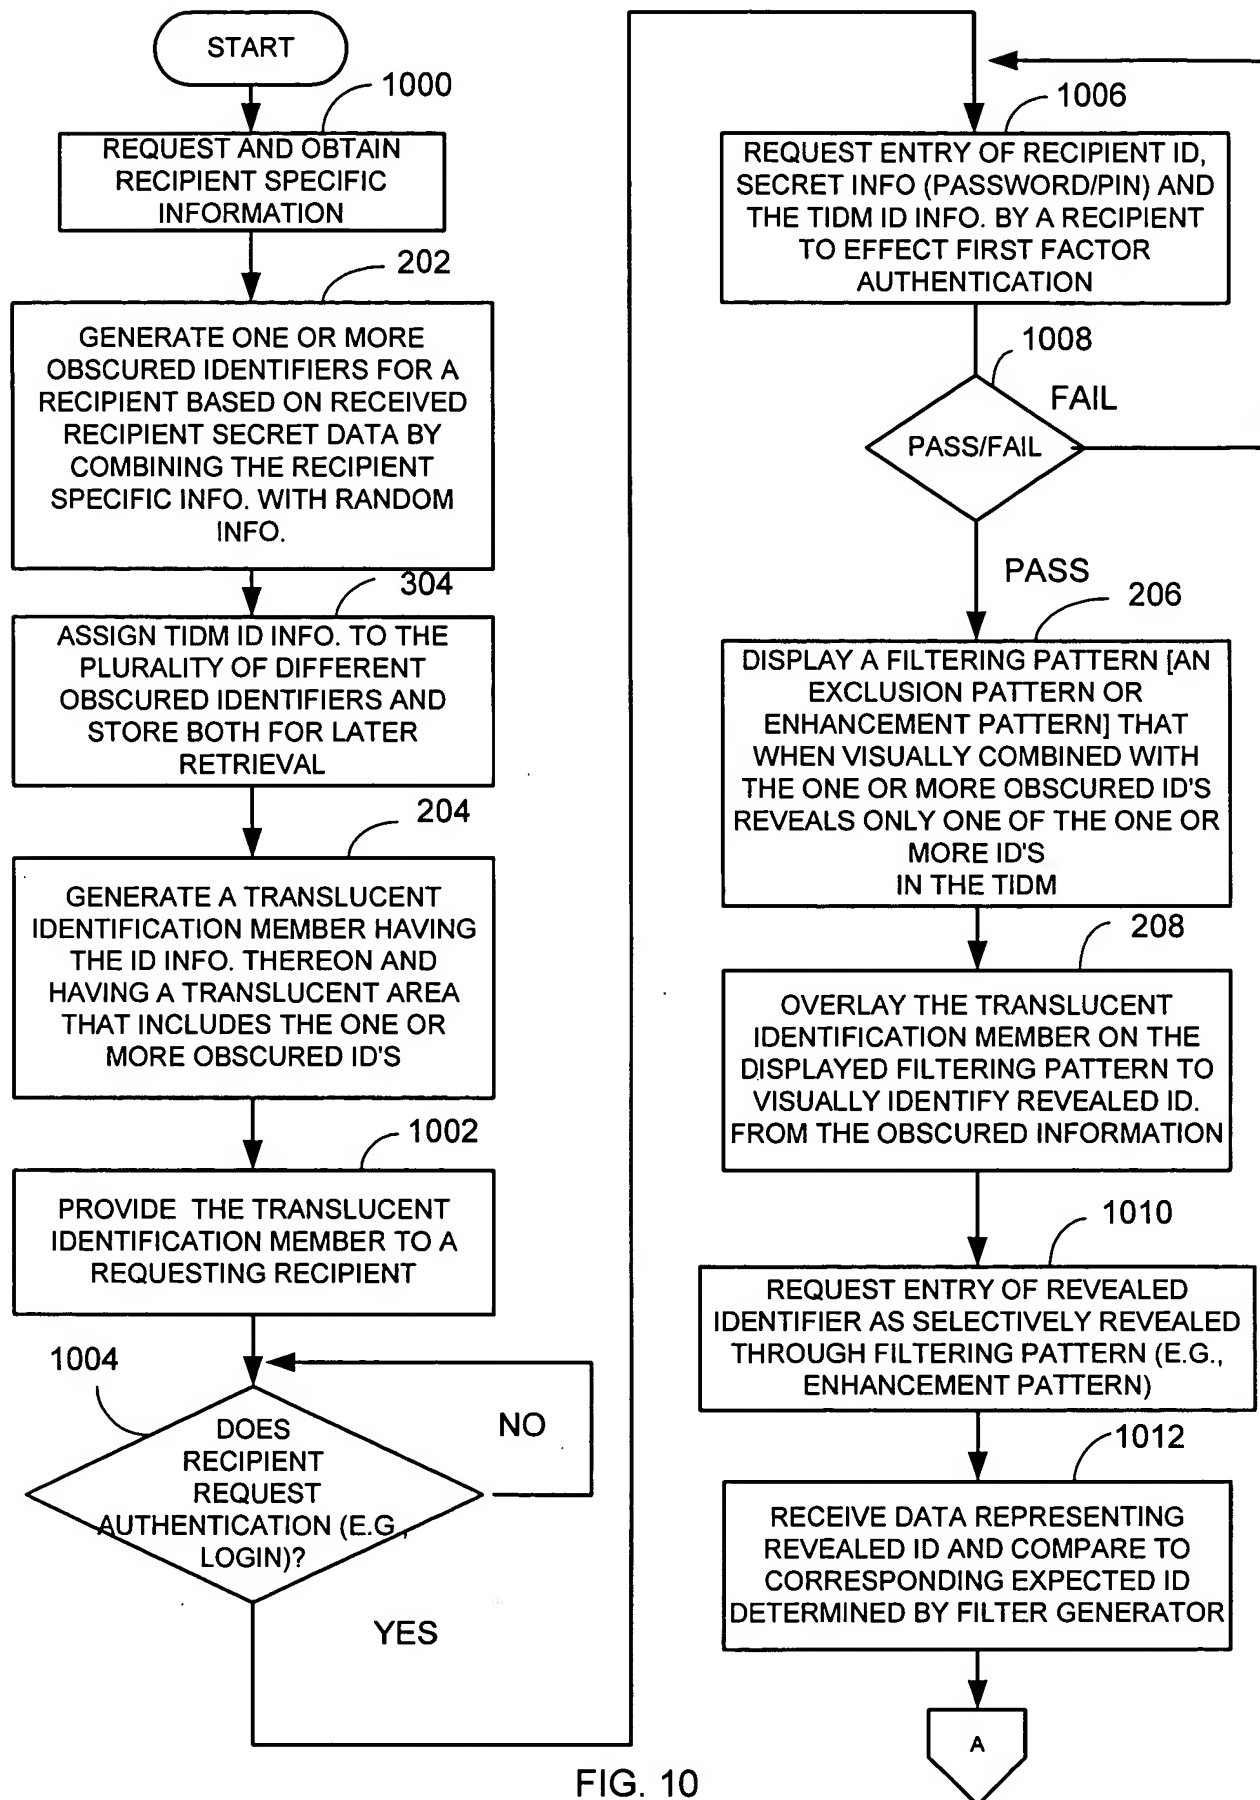 START
1000
REQUEST AND OBTAIN
RECIPIENT SPECIFIC
INFORMATION
202
GENERATE ONE OR MORE
OBSCURED IDENTIFIERS FOR A
RECIPIENT BASED ON RECEIVED
RECIPIENT SECRET DATA BY
COMBINING THE RECIPIENT
SPECIFIC INFO. WITH RANDOM
INFO.
304
ASSIGN TIDM ID INFO. TO THE
PLURALITY OF DIFFERENT
OBSCURED IDENTIFIERS AND
STORE BOTH FOR LATER
RETRIEVAL
204
GENERATE A TRANSLUCENT
IDENTIFICATION MEMBER HAVING
THE ID INFO. THEREON AND
HAVING A TRANSLUCENT AREA
THAT INCLUDES THE ONE OR
MORE OBSCURED ID'S
1002
PROVIDE THE TRANSLUCENT
IDENTIFICATION MEMBER TO A
REQUESTING RECIPIENT
1004
DOES
RECIPIENT
REQUEST
AUTHENTICATION (E.G.,
LOGIN)?
NO
YES
1006
REQUEST ENTRY OF RECIPIENT ID,
SECRET INFO (PASSWORD/PIN) AND
THE TIDM ID INFO. BY A RECIPIENT
TO EFFECT FIRST FACTOR
AUTHENTICATION
1008
FAIL
PASS/FAIL
PASS
206
DISPLAY A FILTERING PATTERN [AN
EXCLUSION PATTERN OR
ENHANCEMENT PATTERN] THAT
WHEN VISUALLY COMBINED WITH
THE ONE OR MORE OBSCURED ID'S
REVEALS ONLY ONE OF THE ONE OR
MORE ID'S
IN THE TIDM
208
OVERLAY THE TRANSLUCENT
IDENTIFICATION MEMBER ON THE
DISPLAYED FILTERING PATTERN TO
VISUALLY IDENTIFY REVEALED ID.
FROM THE OBSCURED INFORMATION
1010
REQUEST ENTRY OF REVEALED
IDENTIFIER AS SELECTIVELY REVEALED
THROUGH FILTERING PATTERN (E.G.,
ENHANCEMENT PATTERN)
1012
RECEIVE DATA REPRESENTING
REVEALED ID AND COMPARE TO
CORRESPONDING EXPECTED ID
DETERMINED BY FILTER GENERATOR
A
FIG. 10